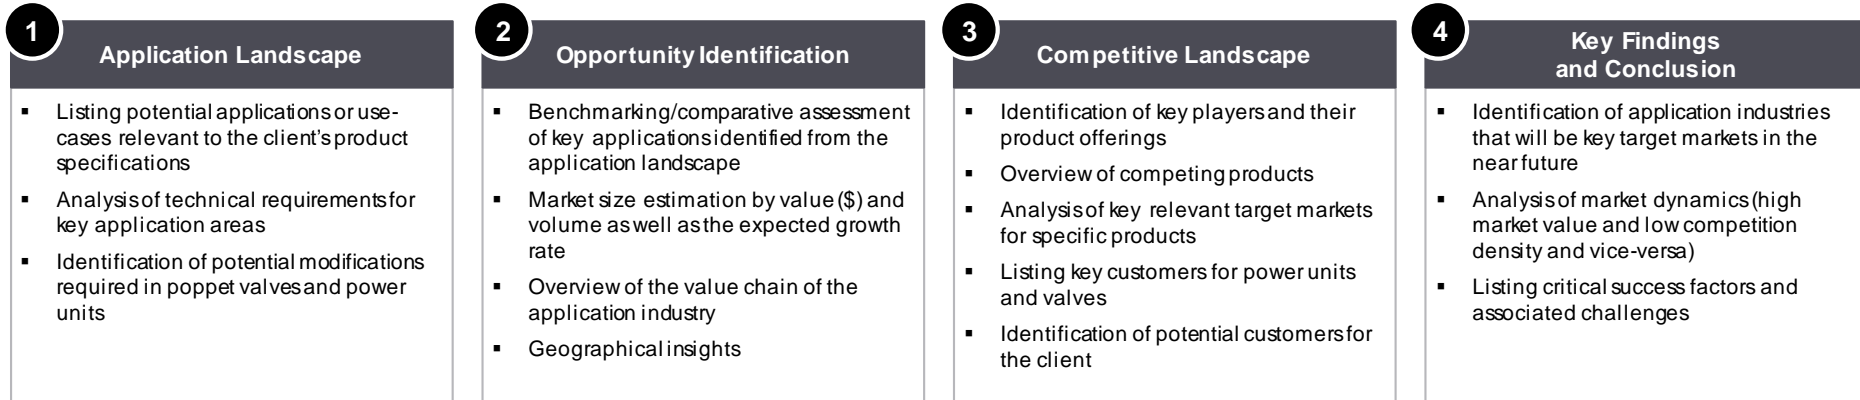 1
Application Landscape
▪ Listing potential applications or use-
cases relevant to the client's product
specifications
▪ Analysis of technical requirements for
key application areas
▪ Identification of potential modifications
required in poppet valves and power
units
2
Opportunity Identification
▪ Benchmarking/comparative assessment
of key applications identified from the
application landscape
▪ Market size estimation by value ($) and
volume as well as the expected growth
rate
▪ Overview of the value chain of the
application industry
▪ Geographical insights
3
Competitive Landscape
▪ Identification of key players and their
product offerings
▪ Overview of competing products
▪ Analysis of key relevant target markets
for specific products
▪ Listing key customers for power units
and valves
▪ Identification of potential customers for
the client
4
Key Findings
and Conclusion
▪ Identification of application industries
that will be key target markets in the
near future
▪ Analysis of market dynamics (high
market value and low competition
density and vice-versa)
▪ Listing critical success factors and
associated challenges